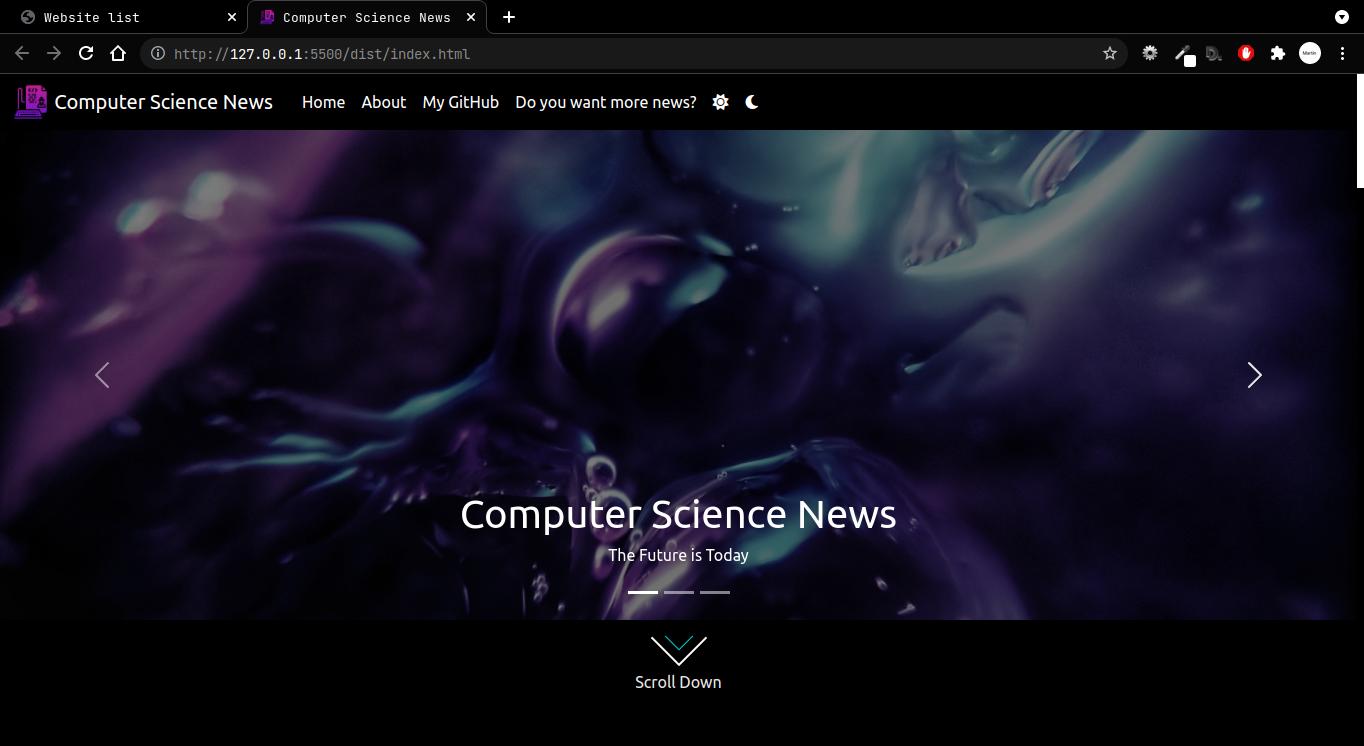 Website list
Computer Science News
http://127.0.0.1:5500/dist/index.html
Martin
Computer Science News
Home
About
My GitHub
Do you want more news?
Computer Science News
The Future is Today
Scroll Down